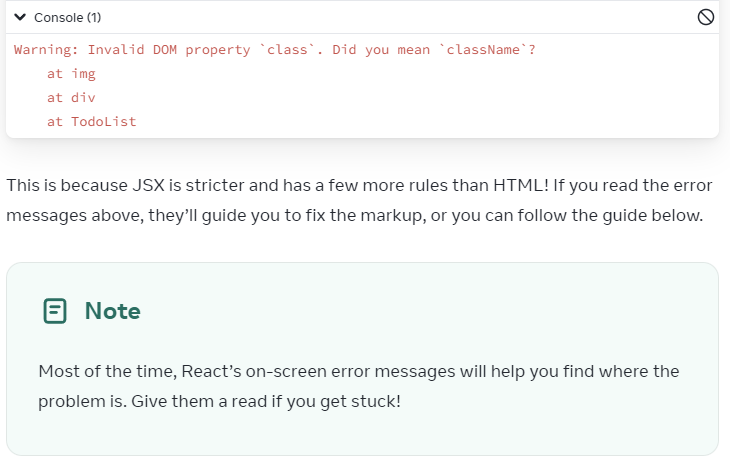 Console (1)
Warning: Invalid DOM property `class`. Did you mean `className`?
at img
at div
at TodoList
This is because JSX is stricter and has a few more rules than HTML! If you read the error
messages above, they’ll guide you to fix the markup, or you can follow the guide below.
Note
Most of the time, React’s on-screen error messages will help you find where the
problem is. Give them a read if you get stuck!